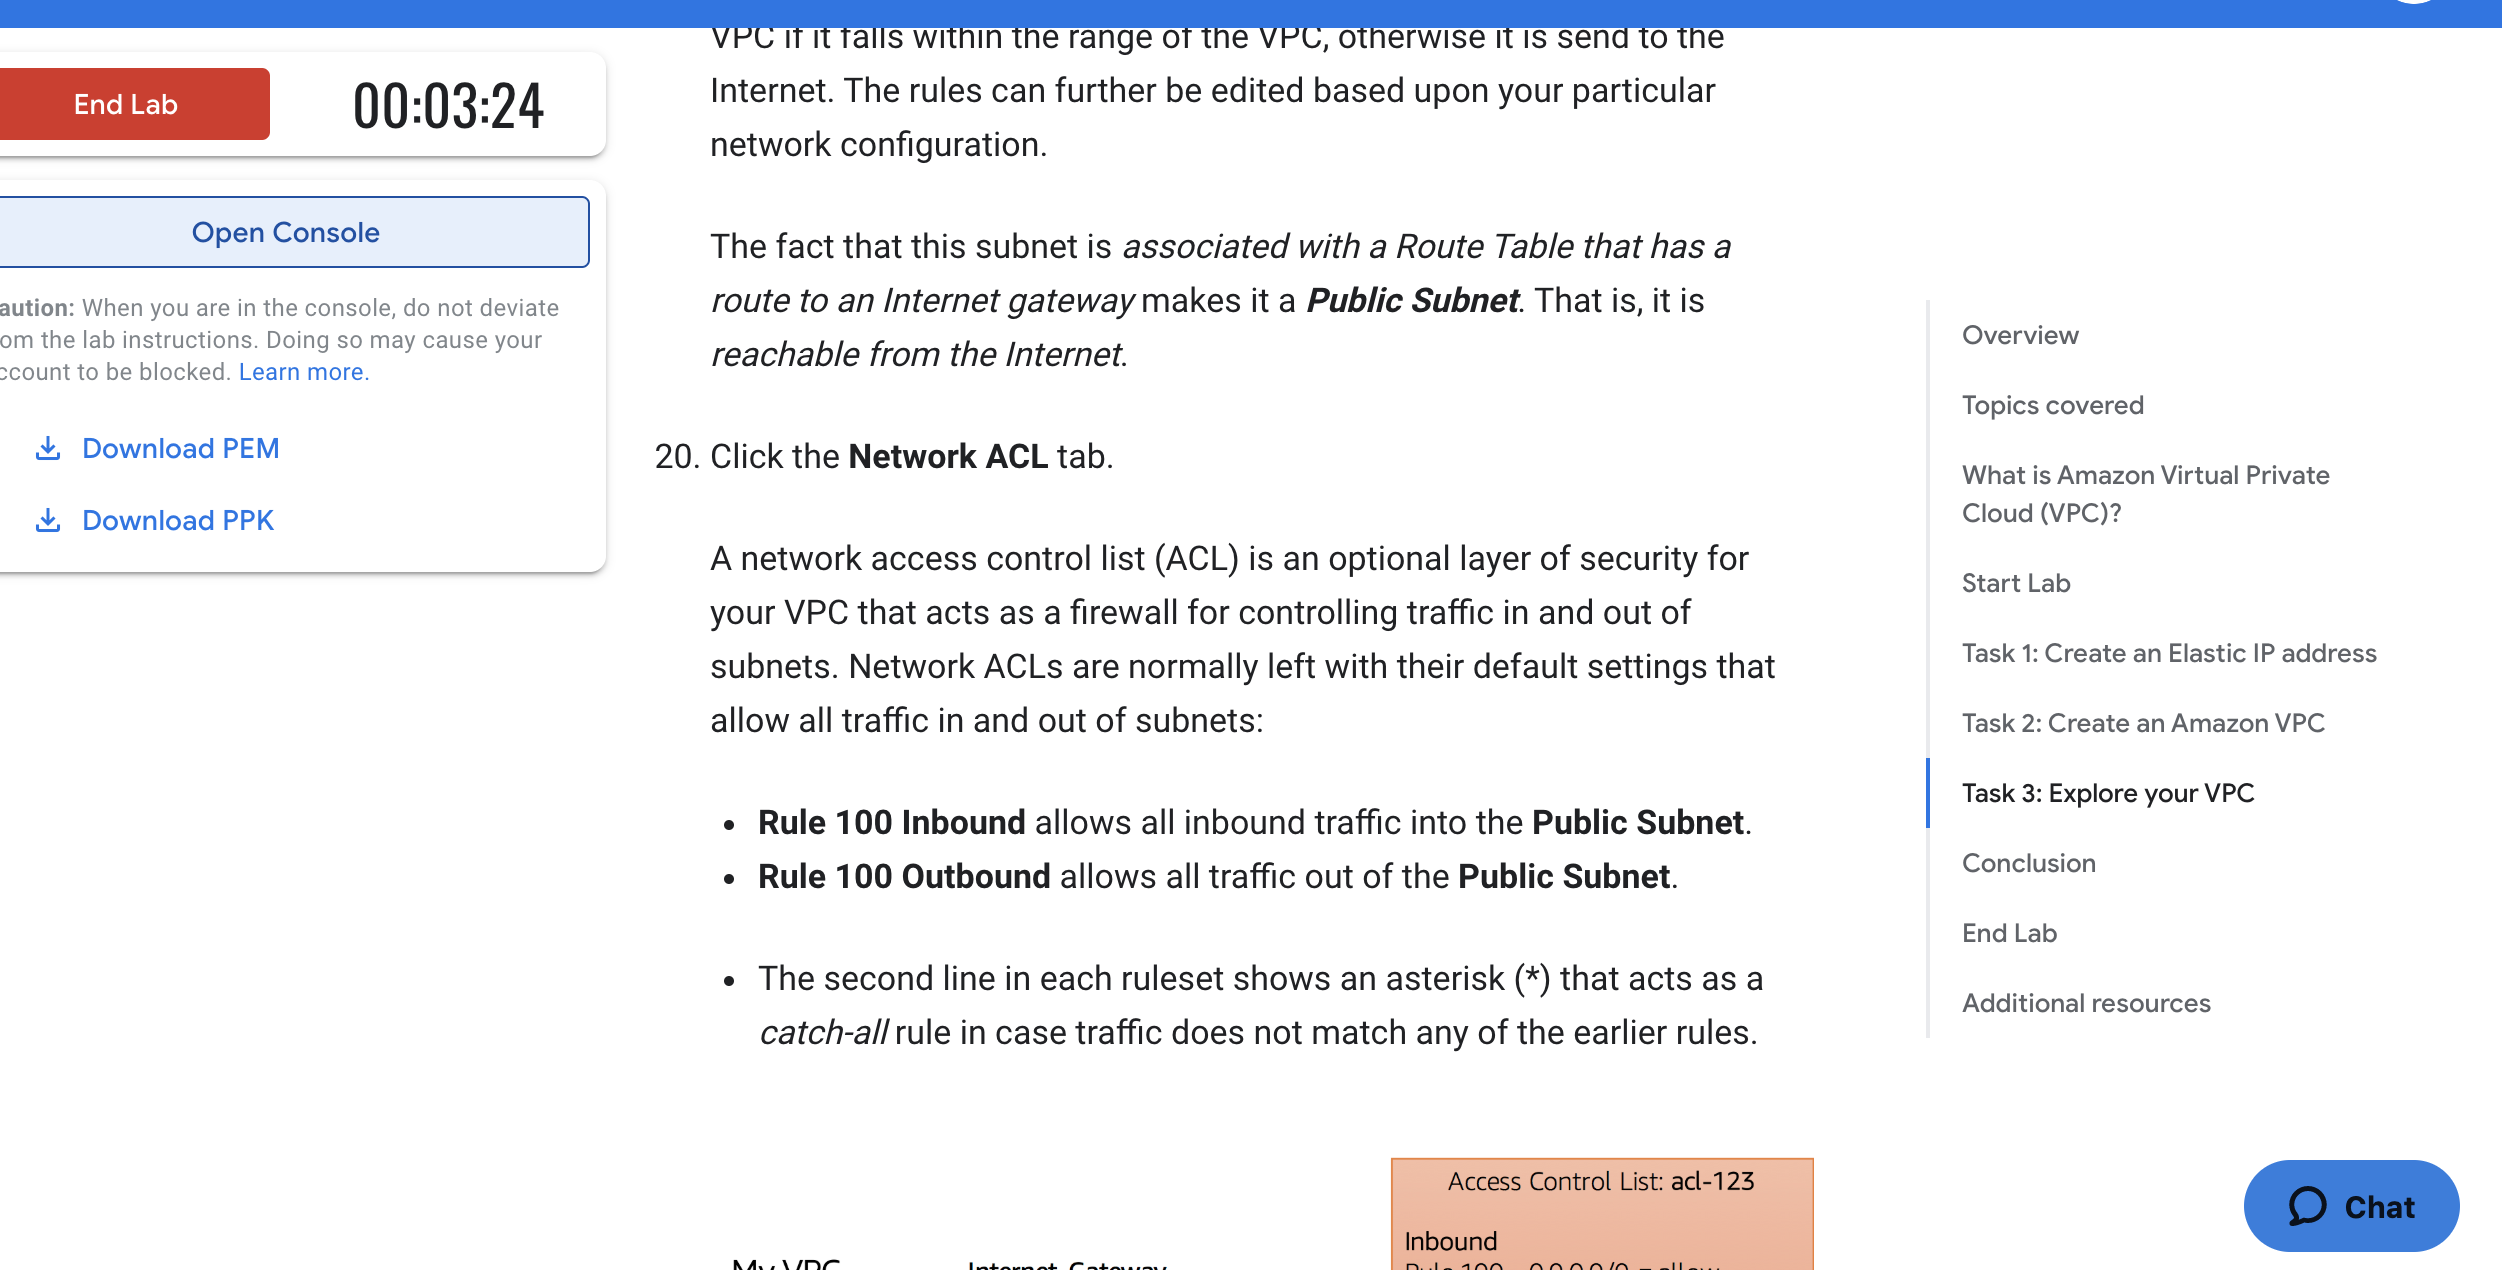 End Lab
00:03:24
Open Console
aution: When you are in the console, do not deviate
om the lab instructions. Doing so may cause your
ccount to be blocked. Learn more.
Download PEM
Download PPK
VPC if it falls within the range of the VPC, otherwise it is send to the
Internet. The rules can further be edited based upon your particular
network configuration.
The fact that this subnet is associated with a Route Table that has a
route to an Internet gateway makes it a Public Subnet. That is, it is
reachable from the Internet.
20. Click the Network ACL tab.
A network access control list (ACL) is an optional layer of security for
your VPC that acts as a firewall for controlling traffic in and out of
subnets. Network ACLs are normally left with their default settings that
allow all traffic in and out of subnets:
• Rule 100 Inbound allows all inbound traffic into the Public Subnet.
• Rule 100 Outbound allows all traffic out of the Public Subnet.
• The second line in each ruleset shows an asterisk (*) that acts as a
catch-all rule in case traffic does not match any of the earlier rules.
Access Control List: acl-123
Inbound
Rule 100 0.0.0.0/0 = allow
My VPC
Internet Gateway
Overview
Topics covered
What is Amazon Virtual Private
Cloud (VPC)?
Start Lab
Task 1: Create an Elastic IP address
Task 2: Create an Amazon VPC
Task 3: Explore your VPC
Conclusion
End Lab
Additional resources
Chat